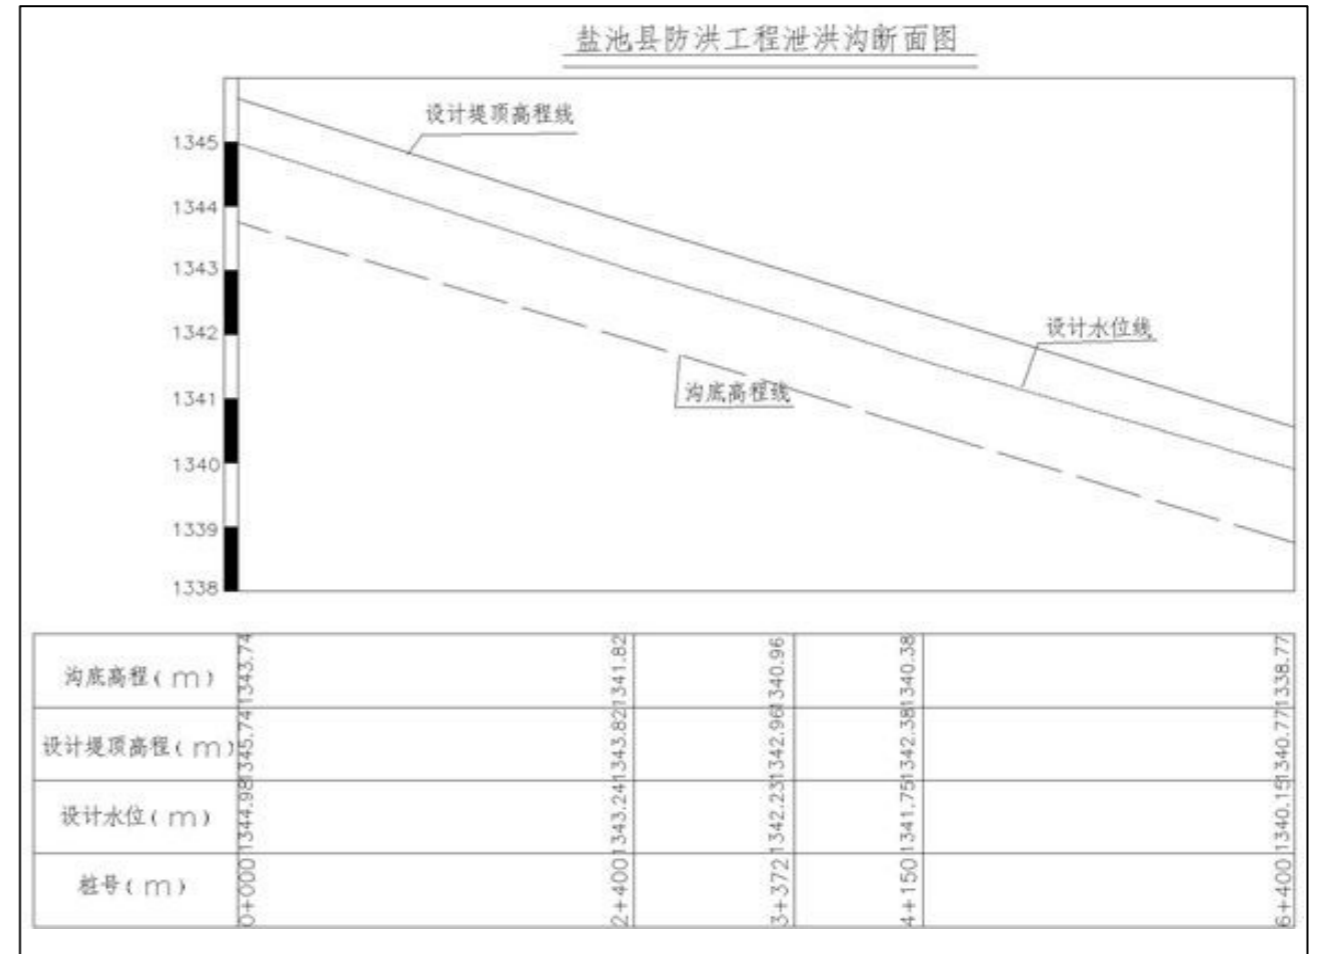 盐池县防洪工程泄洪沟断面图
设计堤顶高程线
1345
1344
1343
设计水位线
1342
沟底高程线
1341
1340
1339
1338
沟底高程(m) 1343.74 1341.82 1340.96 1340.38 1338.77
设计堤顶高程(m) 1345.74 1343.82 1342.96 1342.38 1340.77
设计水位(m) 1344.98 1343.24 1342.23 1341.75 1340.15
桩号(m) 0+000 2+400 3+372 4+150 6+400